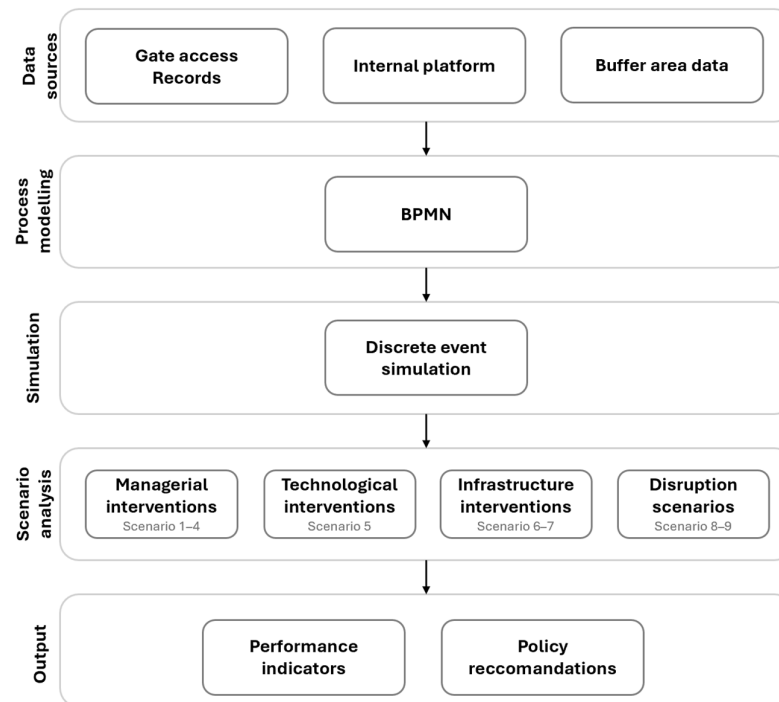 Data
sources
Gate access
Records
Internal platform
Buffer area data
Process
modelling
BPMN
Simulation
Discrete event
simulation
Scenario
analysis
Managerial
interventions
Scenario 1–4
Technological
interventions
Scenario 5
Infrastructure
interventions
Scenario 6–7
Disruption
scenarios
Scenario 8–9
Output
Performance
indicators
Policy
reccomandations